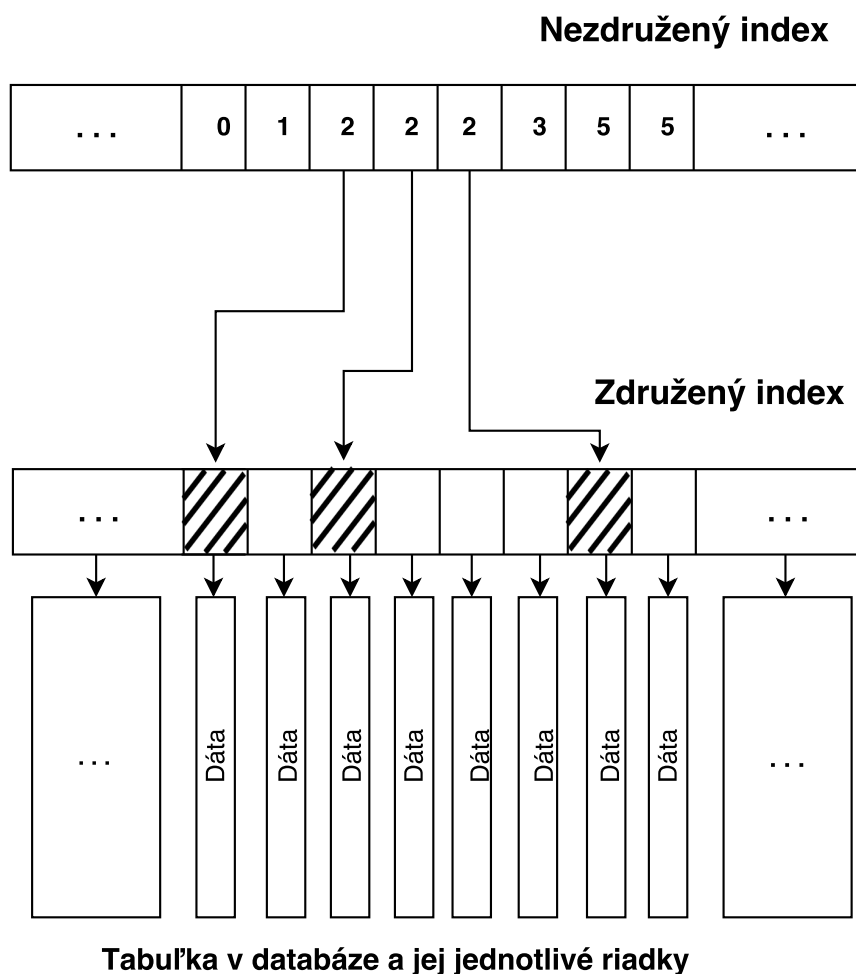 Nezdružený index
... 0 1 2 2 2 3 5 5 ...
Združený index
... ...
... Dáta Dáta Dáta Dáta Dáta Dáta Dáta Dáta ...
Tabuľka v databáze a jej jednotlivé riadky